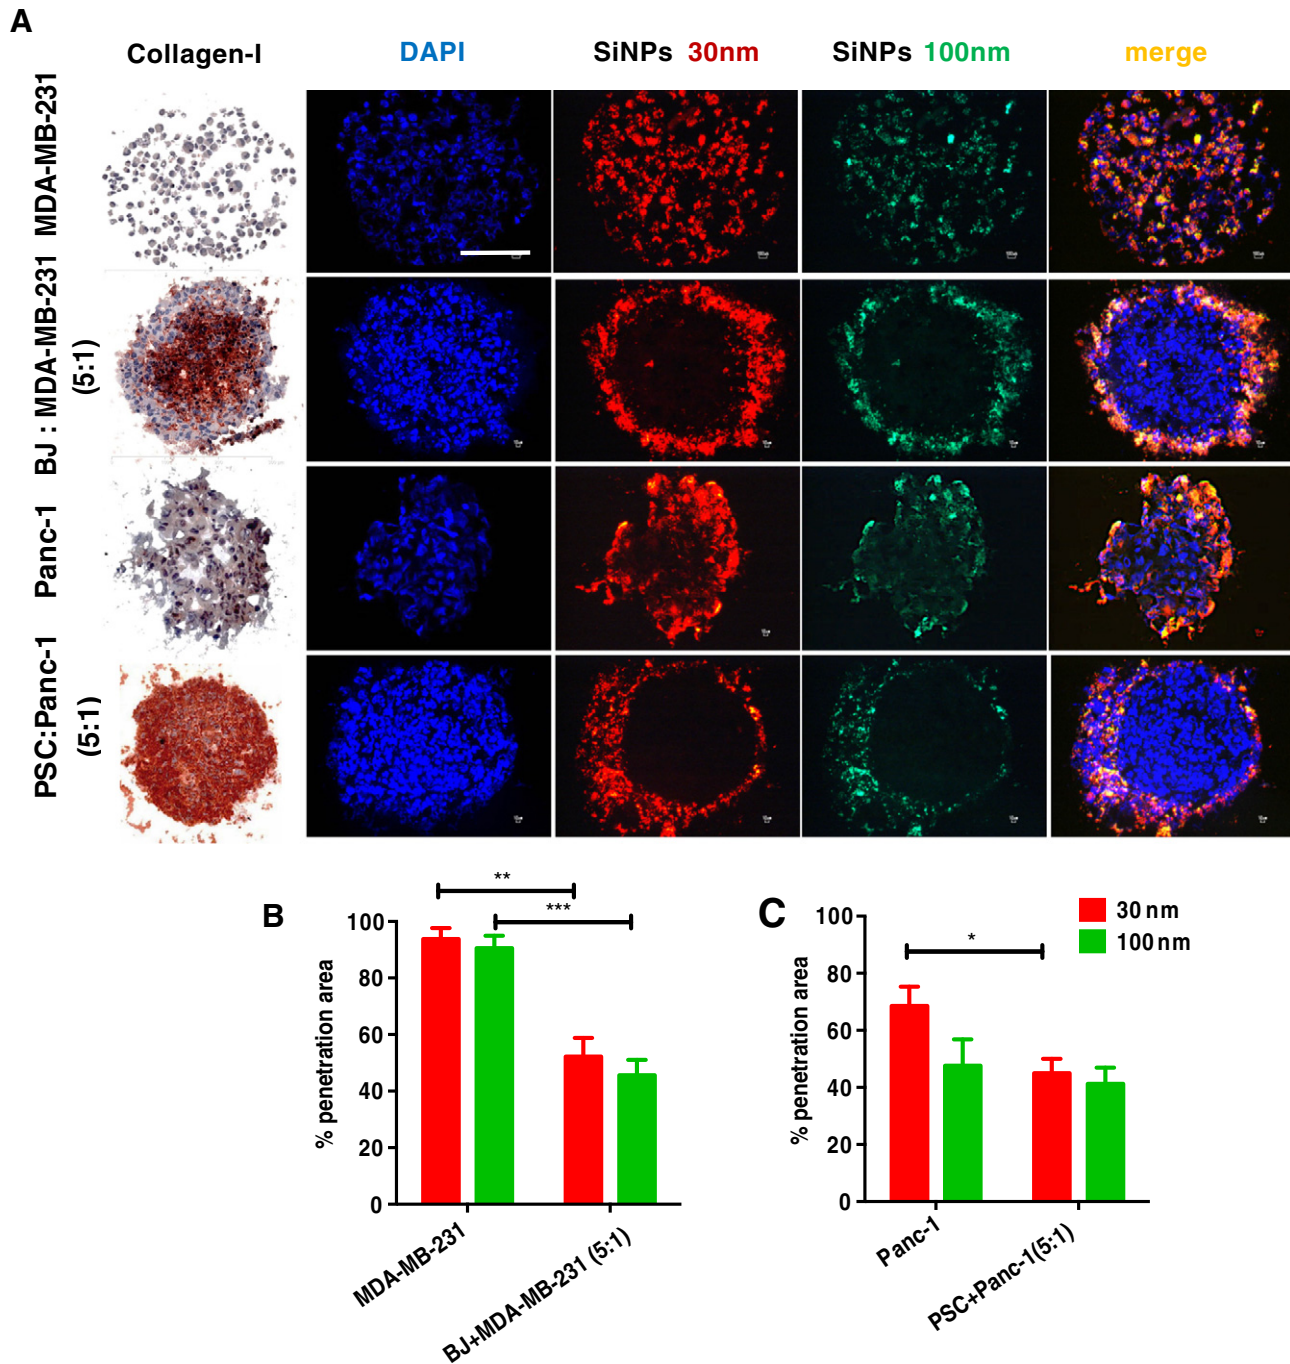 A
Collagen-I DAPI SiNPs 30nm SiNPs 100nm merge
MDA-MB-231
BJ : MDA-MB-231
(5:1)
Panc-1
PSC:Panc-1
(5:1)
B
**
***
% penetration area
100
80
60
40
20
0
MDA-MB-231
BJ+MDA-MB-231 (5:1)
C
*
30 nm
100 nm
% penetration area
100
80
60
40
20
0
Panc-1
PSC+Panc-1(5:1)